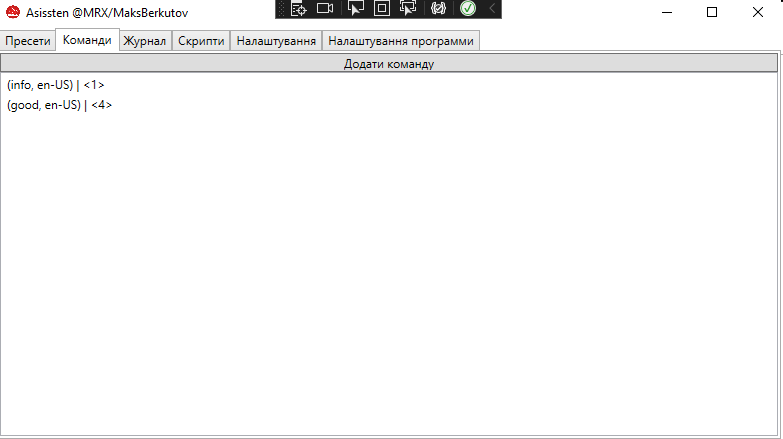 Asissten @MRX/MaksBerkutov
Пресети Команди Журнал Скрипти Налаштування Налаштування программи
Додати команду
(info, en-US) | <1>
(good, en-US) | <4>